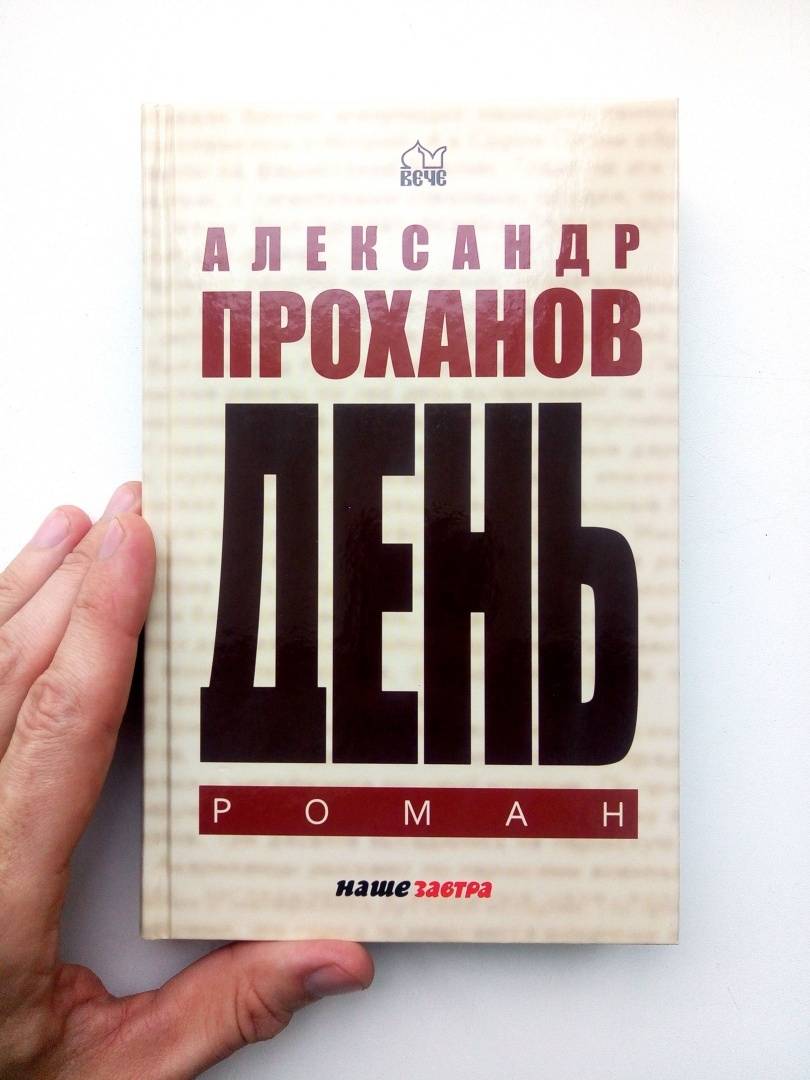 ВЕЧЕ
АЛЕКСАНДР
ПРОХАНОВ
ДЕНЬ
РОМАН
наше завтра